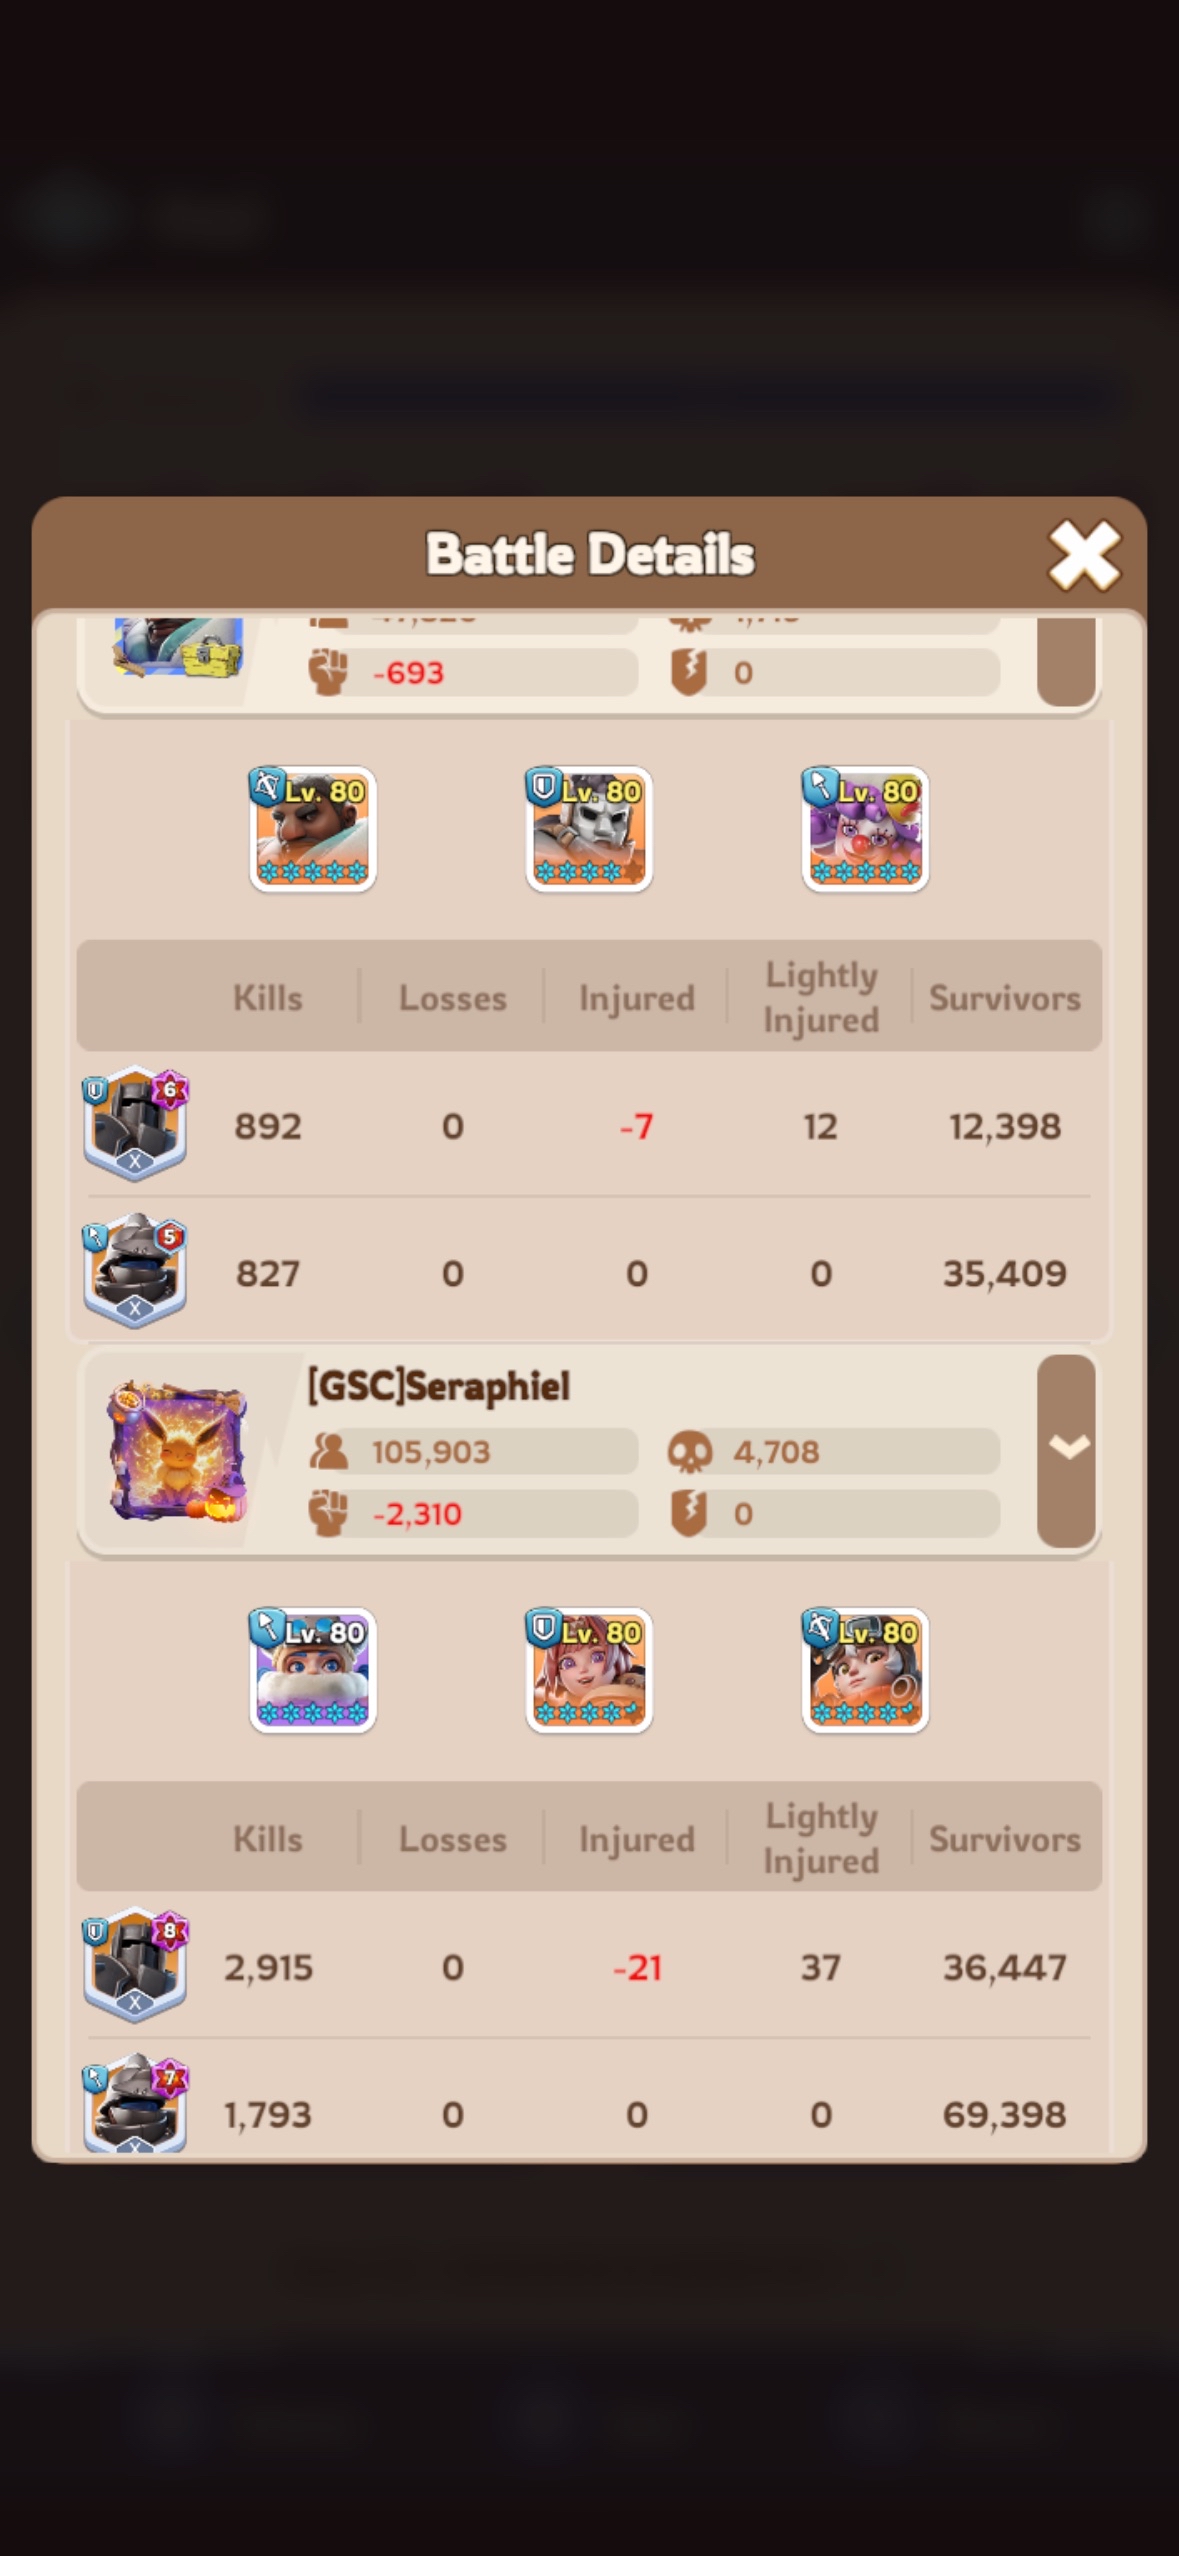 Battle Details
-693 0
Lv. 80 Lv. 80 Lv. 80
Kills Losses Injured Lightly Injured Survivors
6 X 892 0 -7 12 12,398
5 X 827 0 0 0 35,409
[GSC]Seraphiel
105,903 4,708
-2,310 0
Lv. 80 Lv. 80 Lv. 80
Kills Losses Injured Lightly Injured Survivors
8 X 2,915 0 -21 37 36,447
7 X 1,793 0 0 0 69,398